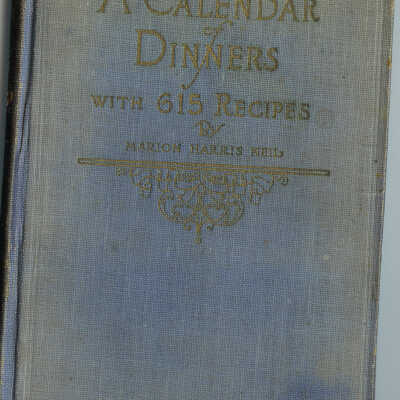 A CALENDAR
of
DINNERS
WITH 615 RECIPES
By
MARION HARRIS NEIL